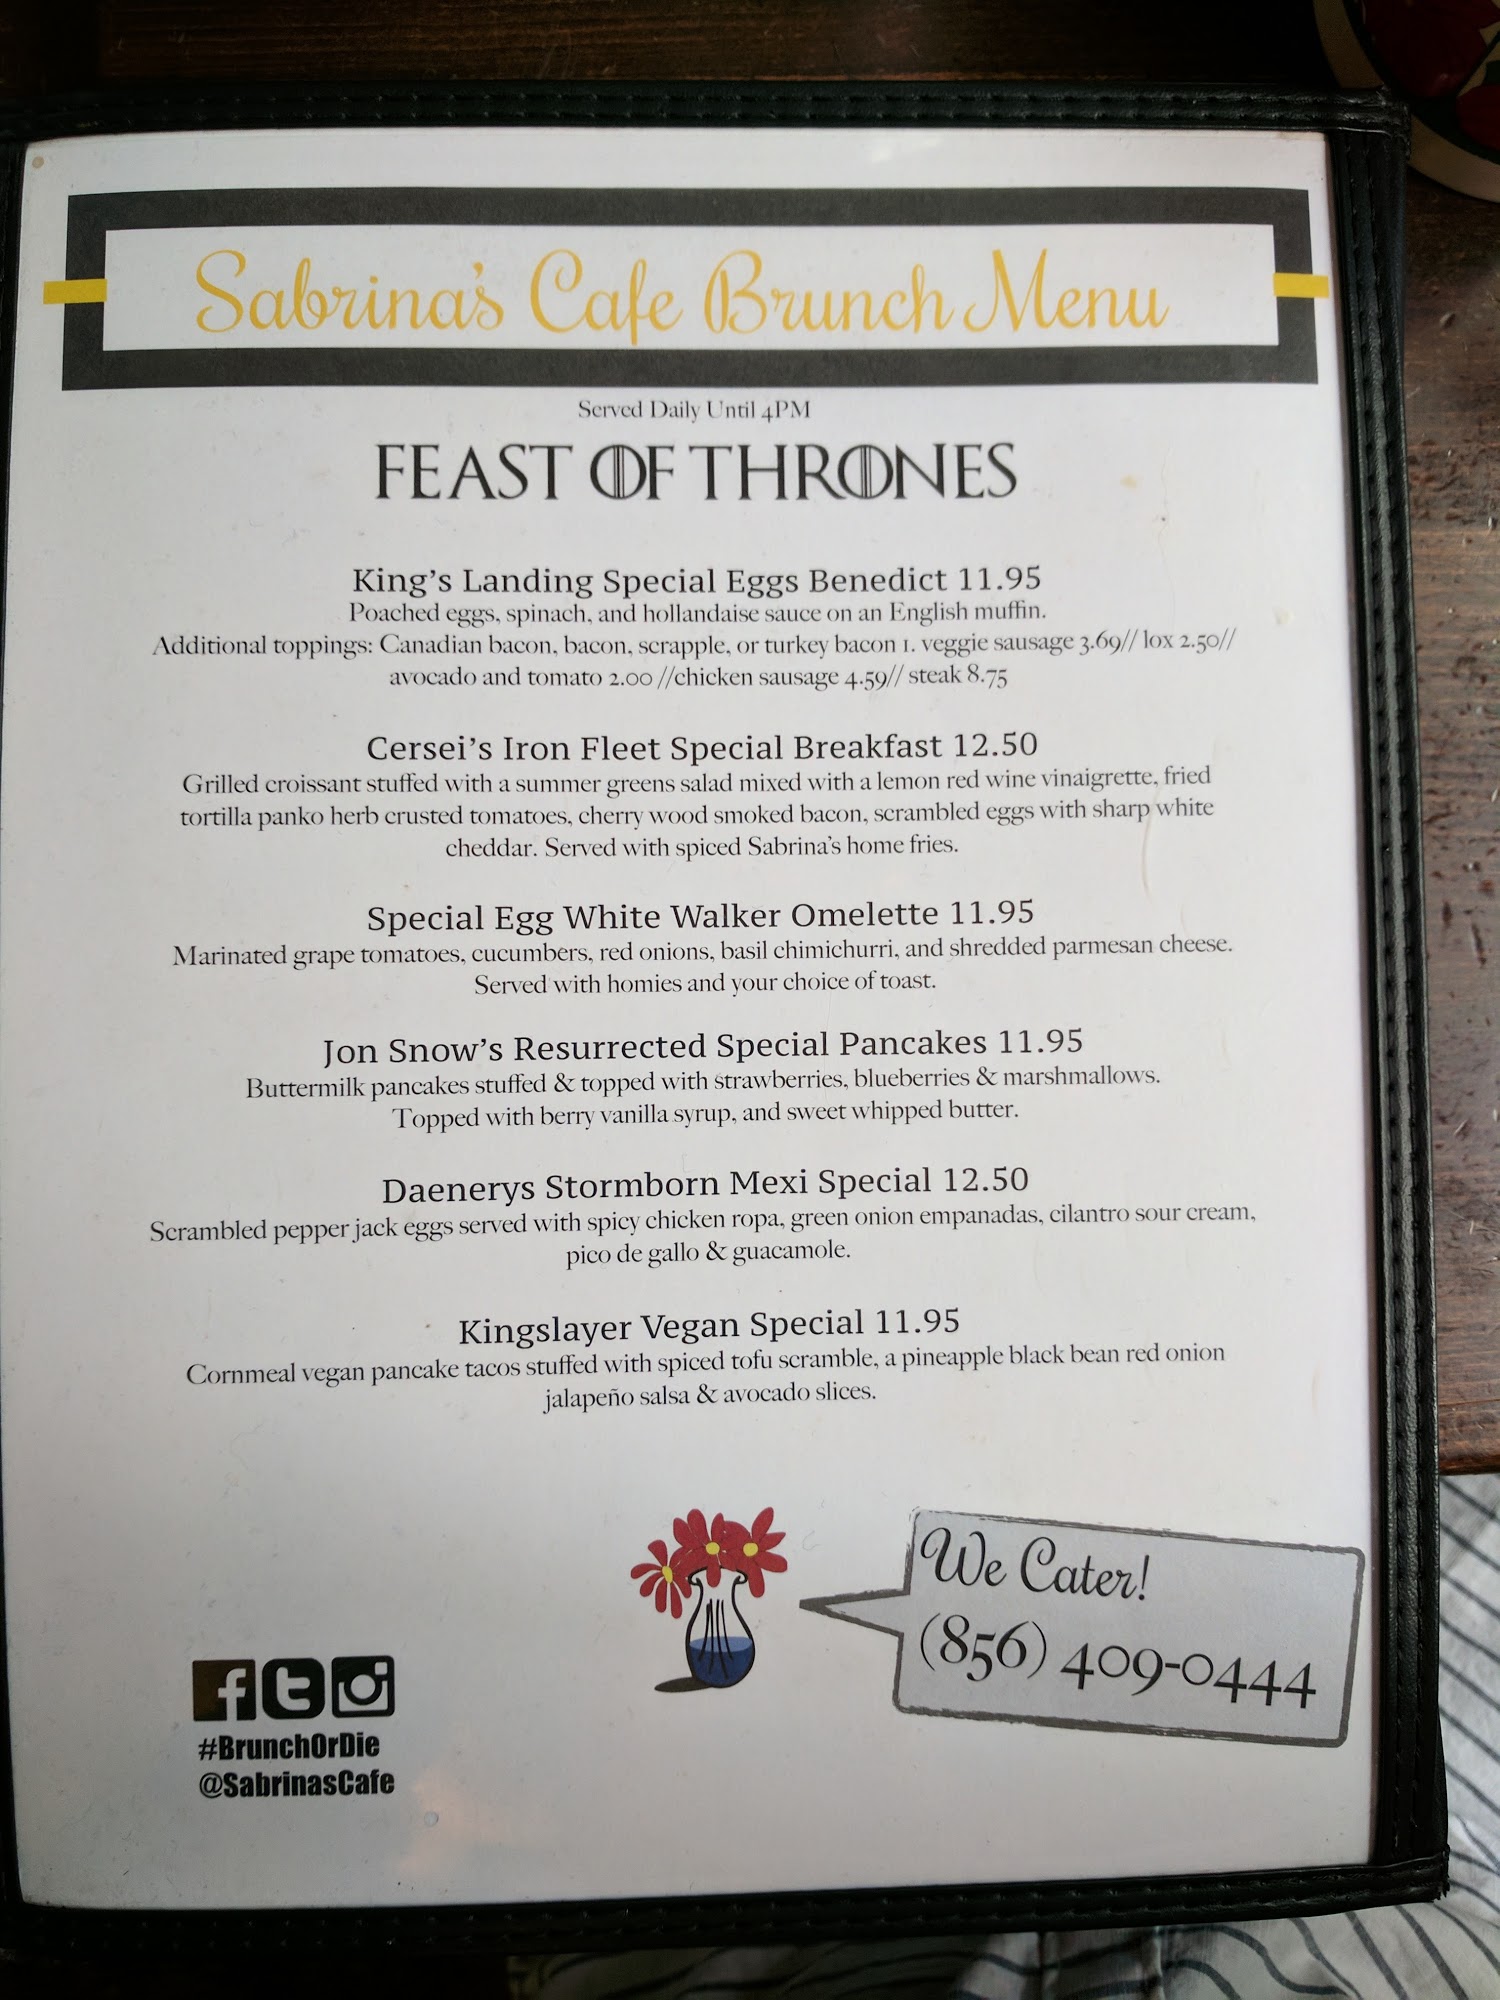 Sabrina's Cafe Brunch Menu
Served Daily Until 4PM
FEAST OF THRONES
King's Landing Special Eggs Benedict 11.95
Poached eggs, spinach, and hollandaise sauce on an English muffin.
Additional toppings: Canadian bacon, bacon, scrapple, or turkey bacon 1. veggie sausage 3.69// lox 2.50//
avocado and tomato 2.00 //chicken sausage 4.59// steak 8.75
Cersei's Iron Fleet Special Breakfast 12.50
Grilled croissant stuffed with a summer greens salad mixed with a lemon red wine vinaigrette, fried
tortilla panko herb crusted tomatoes, cherry wood smoked bacon, scrambled eggs with sharp white
cheddar. Served with spiced Sabrina's home fries.
Special Egg White Walker Omelette 11.95
Marinated grape tomatoes, cucumbers, red onions, basil chimichurri, and shredded parmesan cheese.
Served with homies and your choice of toast.
Jon Snow's Resurrected Special Pancakes 11.95
Buttermilk pancakes stuffed & topped with strawberries, blueberries & marshmallows.
Topped with berry vanilla syrup, and sweet whipped butter.
Daenerys Stormborn Mexi Special 12.50
Scrambled pepper jack eggs served with spicy chicken ropa, green onion empanadas, cilantro sour cream,
pico de gallo & guacamole.
Kingslayer Vegan Special 11.95
Cornmeal vegan pancake tacos stuffed with spiced tofu scramble, a pineapple black bean red onion
jalapeño salsa & avocado slices.
We Cater!
(856) 409-0444
#BrunchOrDie
@SabrinasCafe